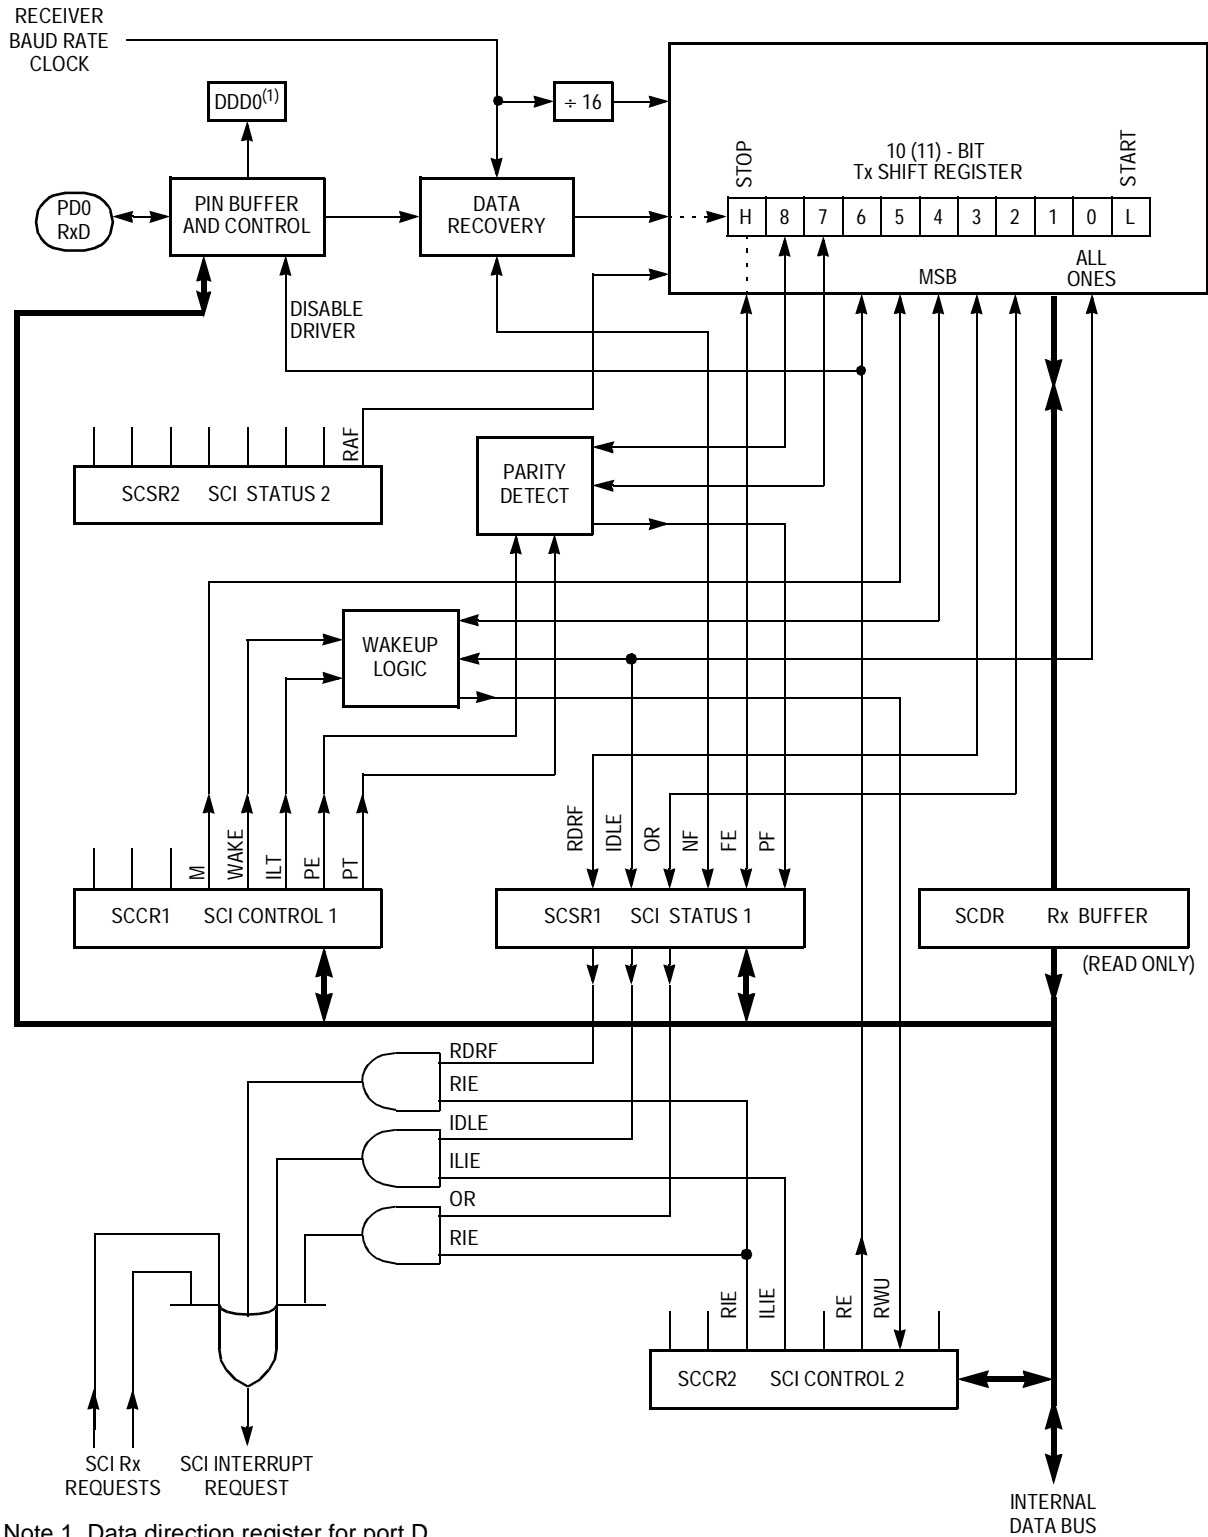 RECEIVER
BAUD RATE
CLOCK
DDD0(1)
÷ 16
STOP
10 (11) - BIT
Tx SHIFT REGISTER
START
PD0
RxD
PIN BUFFER
AND CONTROL
DATA
RECOVERY
H 8 7 6 5 4 3 2 1 0 L
MSB
ALL
ONES
DISABLE
DRIVER
RAF
SCSR2 SCI STATUS 2
PARITY
DETECT
WAKEUP
LOGIC
M
WAKE
ILT
PE
PT
RDRF
IDLE
OR
NF
FE
PF
SCCR1 SCI CONTROL 1
SCSR1 SCI STATUS 1
SCDR Rx BUFFER
(READ ONLY)
RDRF
RIE
IDLE
ILIE
OR
RIE
RIE
ILIE
RE
RWU
SCCR2 SCI CONTROL 2
SCI Rx
REQUESTS
SCI INTERRUPT
REQUEST
INTERNAL
DATA BUS
Note 1. Data direction register for port D